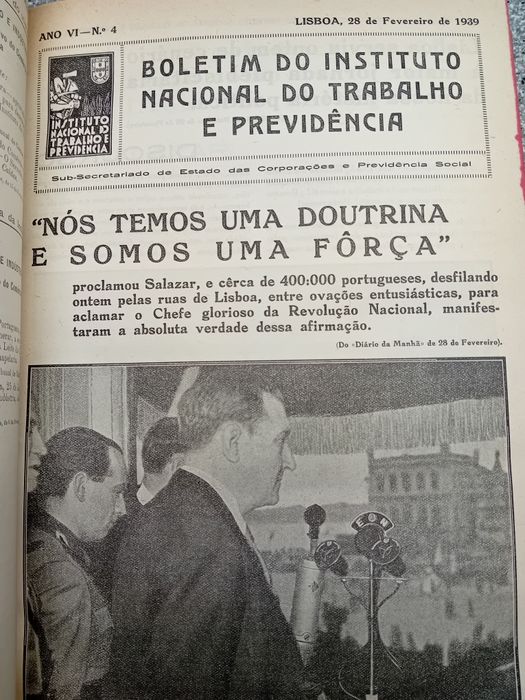 ANO VI—N.º 4
LISBOA, 28 de Fevereiro de 1939
INSTITUTO
NACIONAL DO
TRABALHO E
PREVIDÊNCIA
BOLETIM DO INSTITUTO
NACIONAL DO TRABALHO
E PREVIDÊNCIA
Sub-Secretariado de Estado das Corporações e Previdência Social
“NÓS TEMOS UMA DOUTRINA
E SOMOS UMA FÔRÇA”
proclamou Salazar, e cêrca de 400:000 portugueses, desfilando
ontem pelas ruas de Lisboa, entre ovações entusiásticas, para
aclamar o Chefe glorioso da Revolução Nacional, manifes-
taram a absoluta verdade dessa afirmação.
(Do «Diário da Manhã» de 28 de Fevereiro).
E N